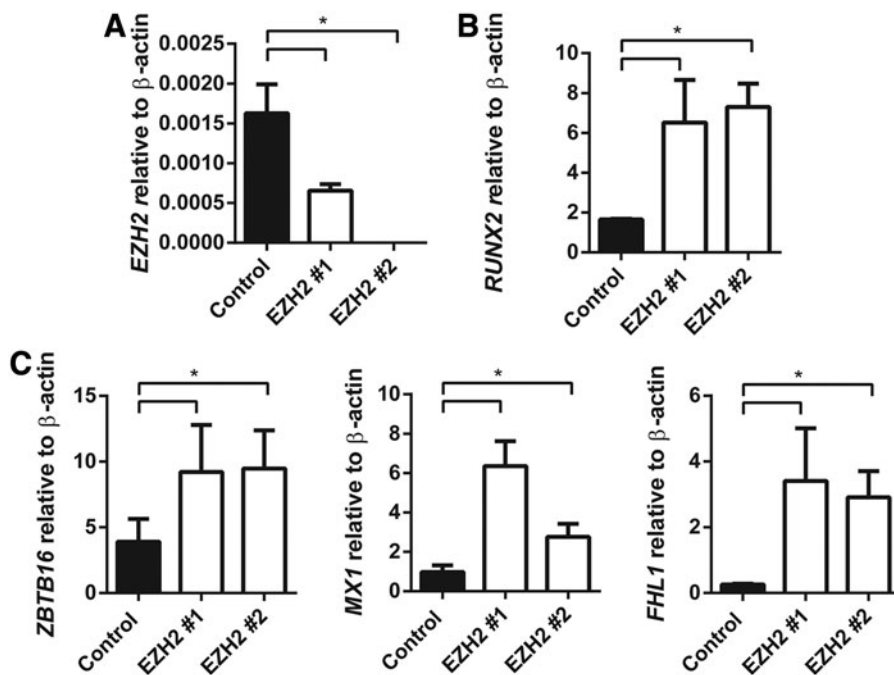 A
EZH2 relative to β-actin
0.0025
0.0020
0.0015
0.0010
0.0005
0.0000
*
Control
EZH2 #1
EZH2 #2
B
RUNX2 relative to β-actin
10
8
6
4
2
0
*
Control
EZH2 #1
EZH2 #2
C
ZBTB16 relative to β-actin
15
10
5
0
*
Control
EZH2 #1
EZH2 #2
MX1 relative to β-actin
10
8
6
4
2
0
*
Control
EZH2 #1
EZH2 #2
FHL1 relative to β-actin
6
4
2
0
*
Control
EZH2 #1
EZH2 #2